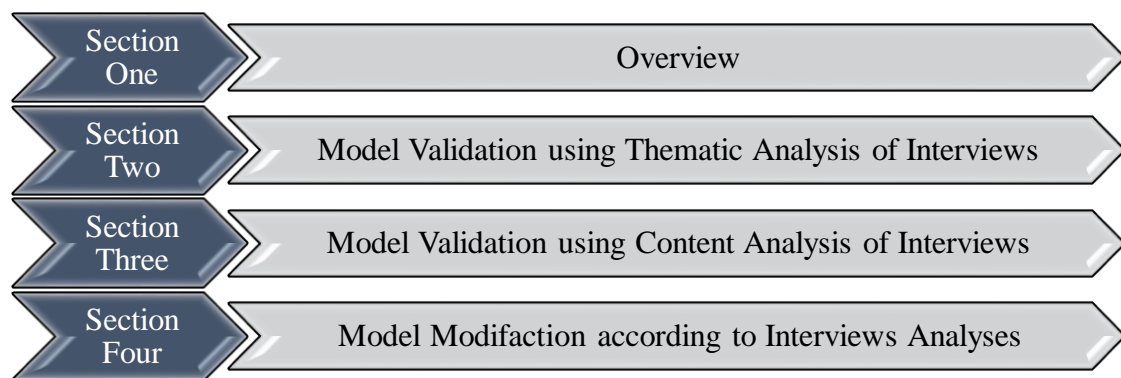 Section
One
Overview
Section
Two
Model Validation using Thematic Analysis of Interviews
Section
Three
Model Validation using Content Analysis of Interviews
Section
Four
Model Modifaction according to Interviews Analyses